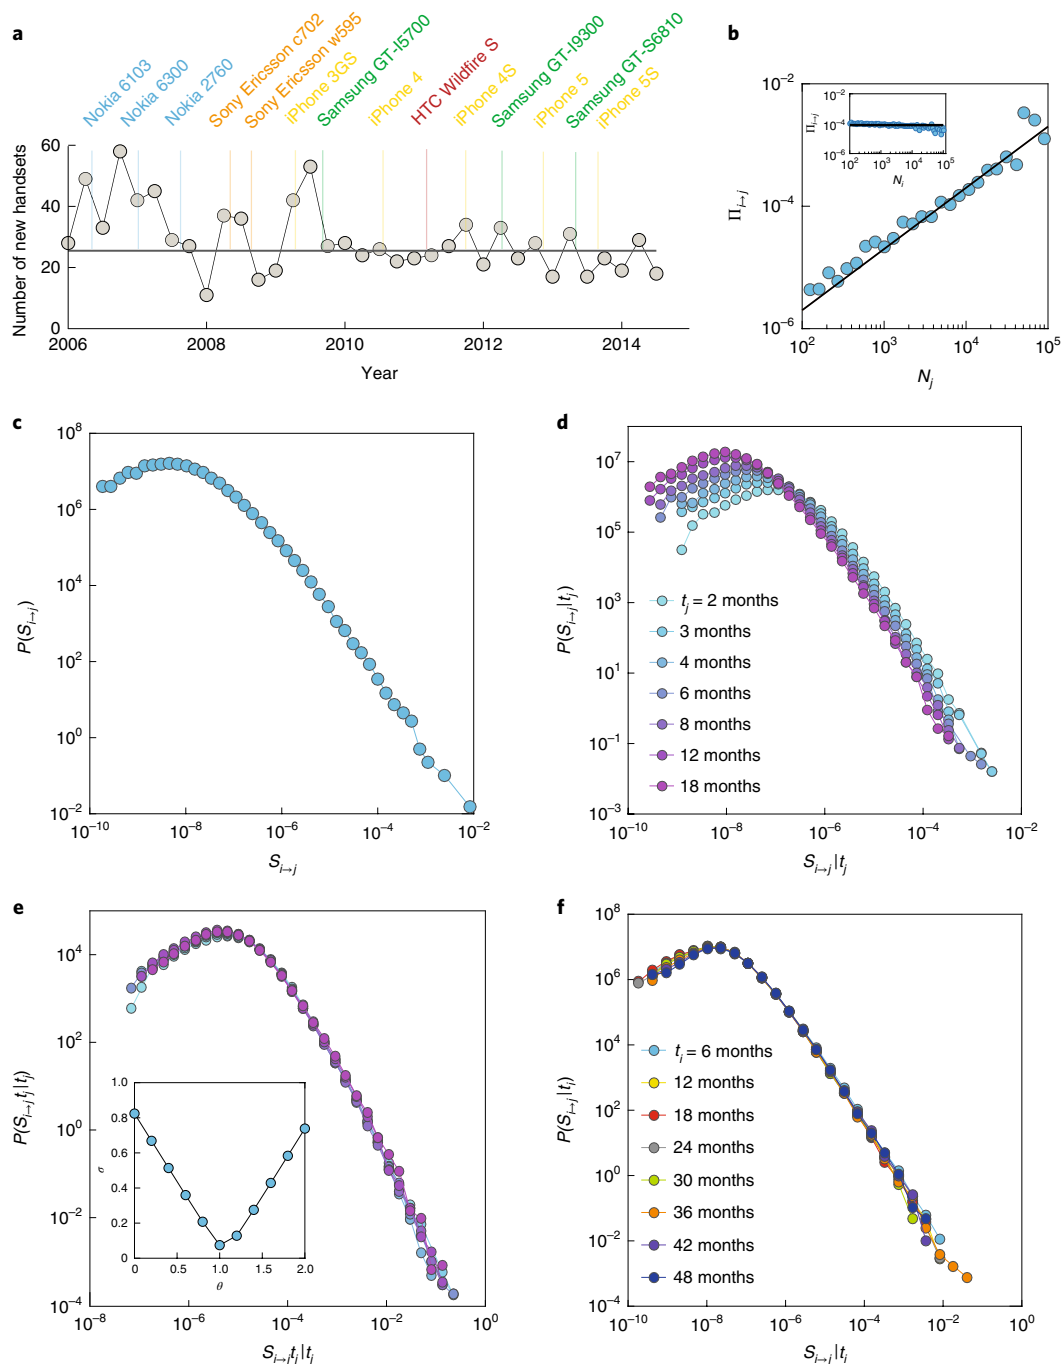 a
Nokia 6103
Nokia 6300
Nokia 2760
Sony Ericsson c702
Sony Ericsson w595
iPhone 3GS
Samsung GT-I5700
iPhone 4
HTC Wildfire S
iPhone 4S
Samsung GT-I9300
iPhone 5
Samsung GT-S6810
iPhone 5S
Number of new handsets
60
40
20
0
2006 2008 2010 2012 2014
Year
b
Π_{i→j}
10^{−2}
10^{−4}
10^{−6}
10^{−2}
Π_{i→j}
10^{−4}
10^{−6}
10^2 10^3 10^4 10^5
N_i
10^2 10^3 10^4 10^5
N_j
c
P(S_{i→j})
10^8
10^6
10^4
10^2
10^0
10^{−2}
10^{−10} 10^{−8} 10^{−6} 10^{−4} 10^{−2}
S_{i→j}
d
P(S_{i→j}|t_j)
10^7
10^5
10^3
10^1
10^{−1}
10^{−3}
t_j = 2 months
3 months
4 months
6 months
8 months
12 months
18 months
10^{−10} 10^{−8} 10^{−6} 10^{−4} 10^{−2}
S_{i→j}|t_j
e
P(S_{i→j} t_j|t_j)
10^4
10^2
10^0
10^{−2}
10^{−4}
σ
1.0
0.8
0.6
0.4
0.2
0
0 0.5 1.0 1.5 2.0
θ
10^{−8} 10^{−6} 10^{−4} 10^{−2} 10^0
S_{i→j} t_j|t_j
f
P(S_{i→j}|t_i)
10^8
10^6
10^4
10^2
10^0
10^{−2}
10^{−4}
t_i = 6 months
12 months
18 months
24 months
30 months
36 months
42 months
48 months
10^{−10} 10^{−8} 10^{−6} 10^{−4} 10^{−2} 10^0
S_{i→j}|t_i